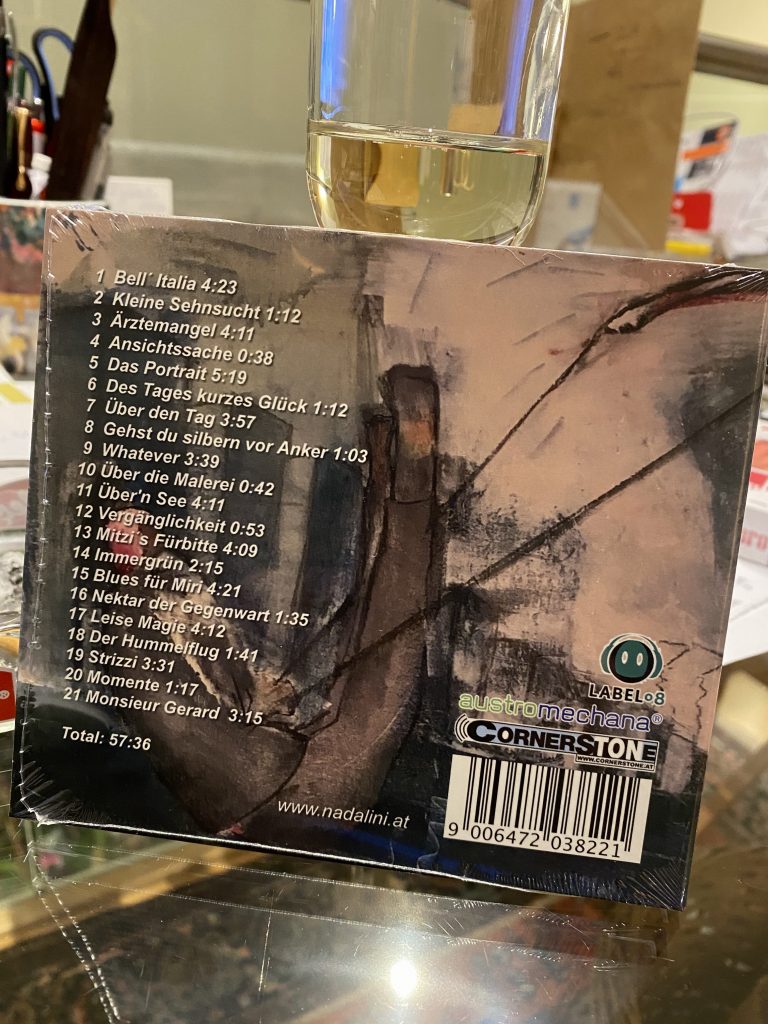 1 Bell´ Italia 4:23
2 Kleine Sehnsucht 1:12
3 Ärztemangel 4:11
4 Ansichtssache 0:38
5 Das Portrait 5:19
6 Des Tages kurzes Glück 1:12
7 Über den Tag 3:57
8 Gehst du silbern vor Anker 1:03
9 Whatever 3:39
10 Über die Malerei 0:42
11 Über'n See 4:11
12 Vergänglichkeit 0:53
13 Mitzi´s Fürbitte 4:09
14 Immergrün 2:15
15 Blues für Miri 4:21
16 Nektar der Gegenwart 1:35
17 Leise Magie 4:12
18 Der Hummelflug 1:41
19 Strizzi 3:31
20 Momente 1:17
21 Monsieur Gerard 3:15
Total: 57:36
www.nadalini.at
LABEL08
austromechana®
CORNERSTONE
WWW.CORNERSTONE.AT
9 006472 038221